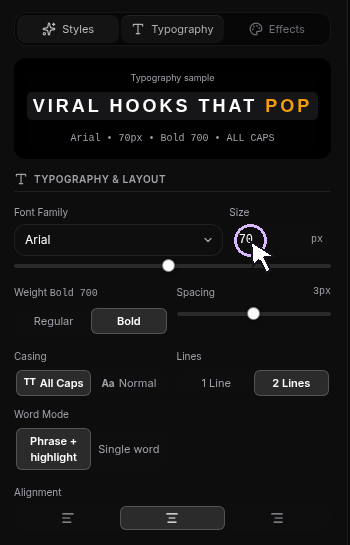 Styles
Typography
Effects
Typography sample
VIRAL HOOKS THAT POP
Arial • 70px • Bold 700 • ALL CAPS
TYPOGRAPHY & LAYOUT
Font Family
Size
Arial
70
px
Weight Bold 700
Spacing
3px
Regular
Bold
Casing
Lines
TT All Caps
Aa Normal
1 Line
2 Lines
Word Mode
Phrase +
highlight
Single word
Alignment